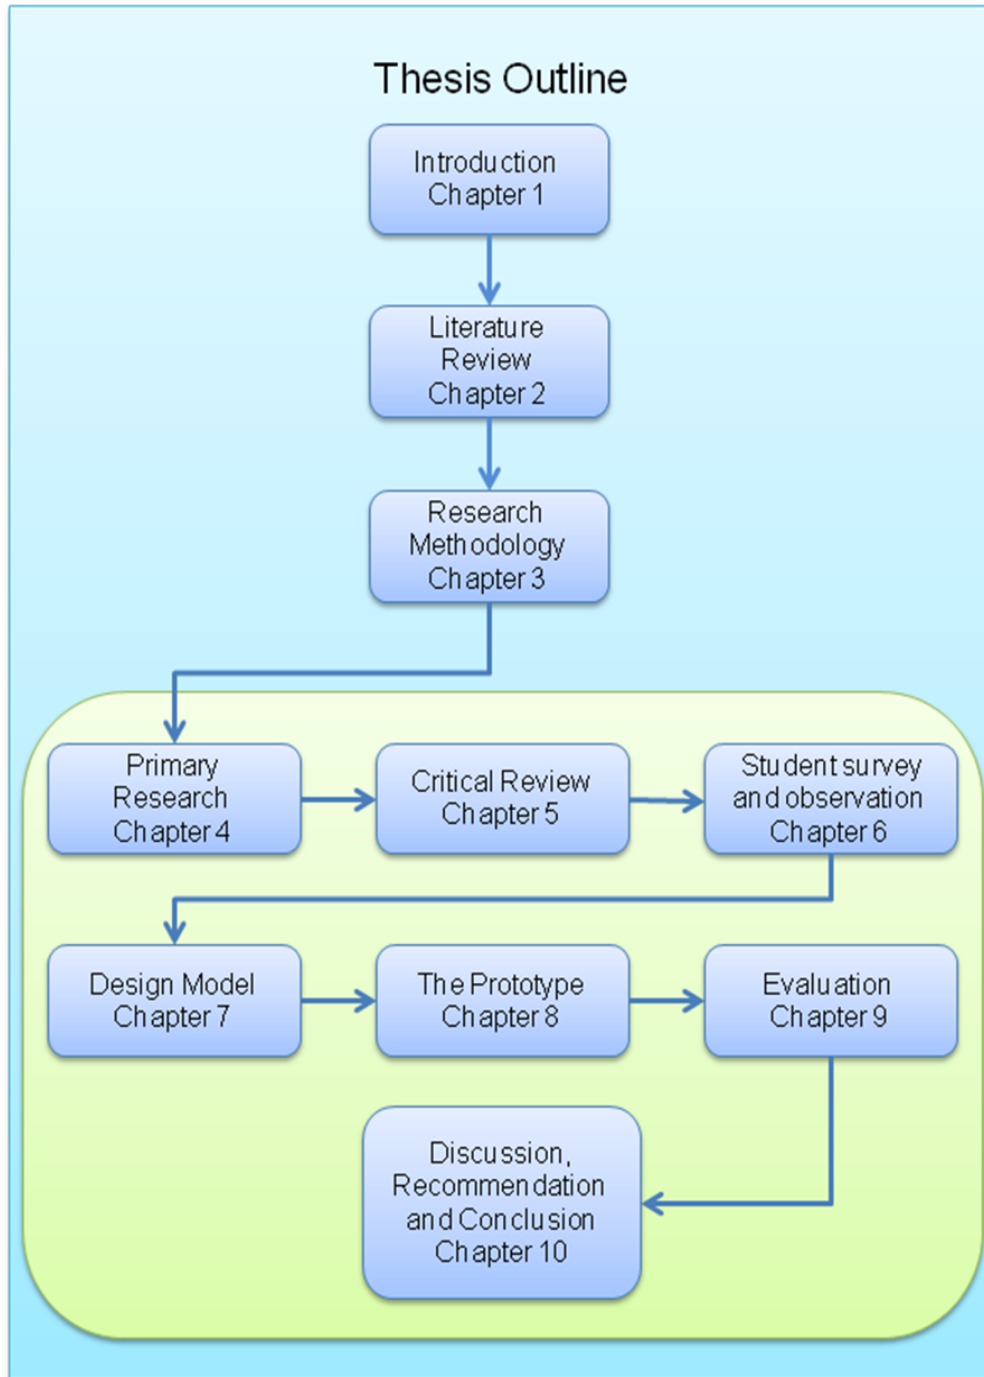 Thesis Outline
Introduction
Chapter 1
Literature
Review
Chapter 2
Research
Methodology
Chapter 3
Primary
Research
Chapter 4
Critical Review
Chapter 5
Student survey
and observation
Chapter 6
Design Model
Chapter 7
The Prototype
Chapter 8
Evaluation
Chapter 9
Discussion,
Recommendation
and Conclusion
Chapter 10